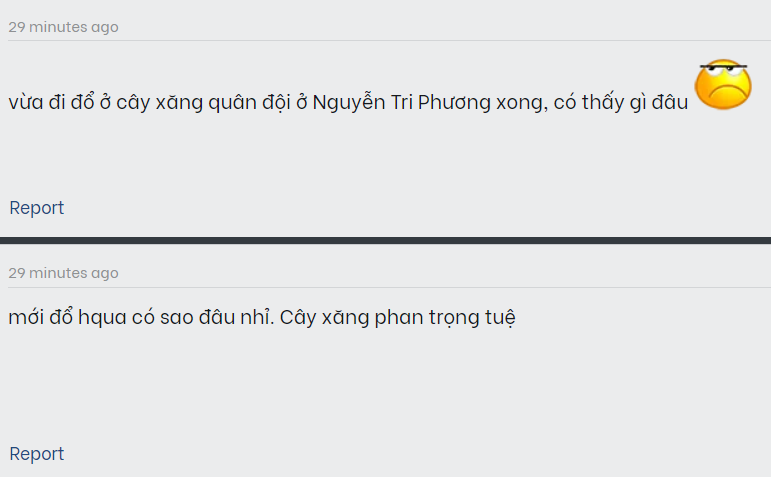 29 minutes ago
vừa đi đổ ở cây xăng quân đội ở Nguyễn Tri Phương xong, có thấy gì đâu
Report
29 minutes ago
mới đổ hqua có sao đâu nhỉ. Cây xăng phan trọng tuệ
Report